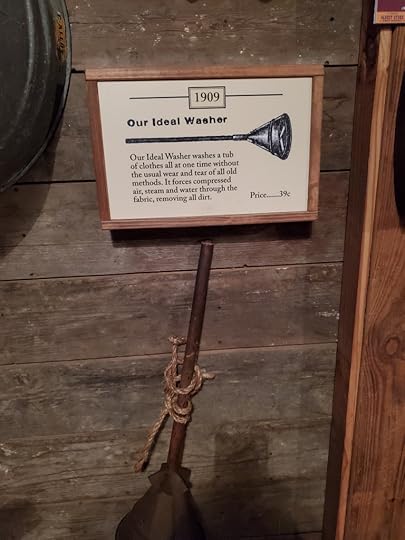 1909
Our Ideal Washer
Our Ideal Washer washes a tub
of clothes all at one time without
the usual wear and tear of all old
methods. It forces compressed
air, steam and water through the
fabric, removing all dirt.
Price......39c